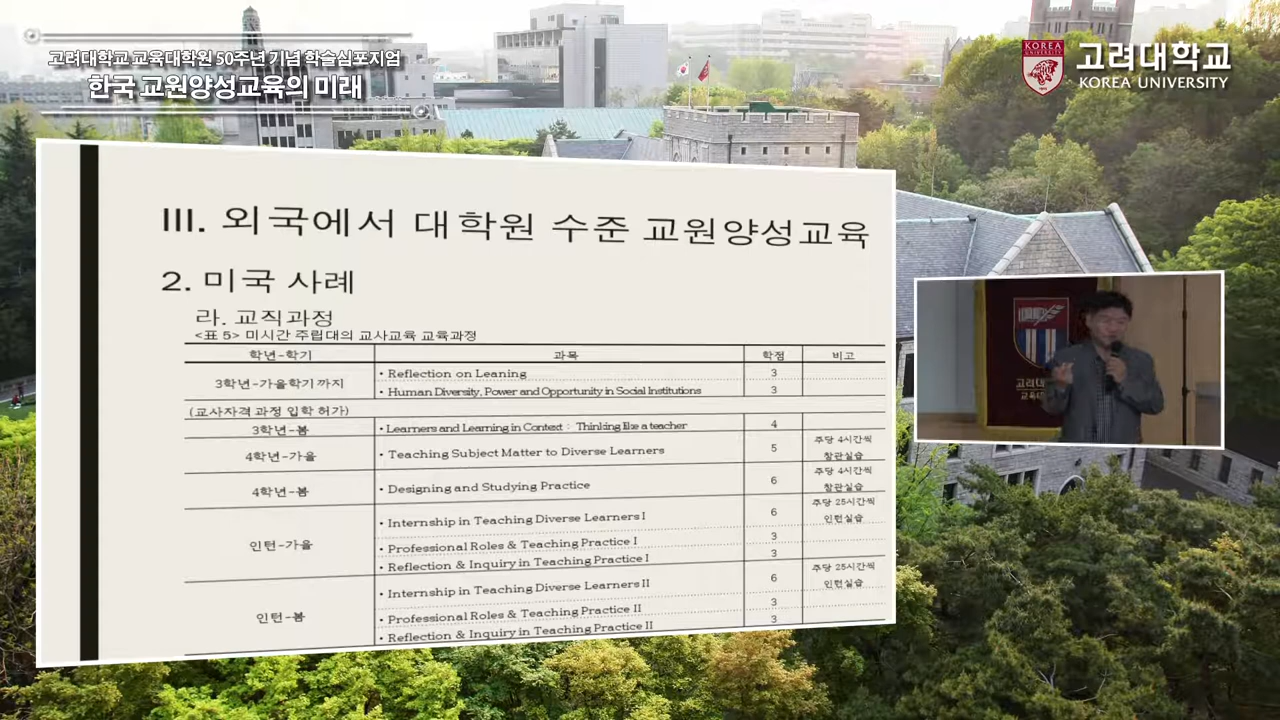 고려대학교 교육대학원 50주년 기념 학술심포지엄
한국 교원양성교육의 미래
KOREA
고려대학교
KOREA UNIVERSITY
III. 외국에서 대학원 수준 교원양성교육
2. 미국 사례
라. 교직과정
<표 5> 미시간 주립대의 교사교육 교육과정
학년-학기 과목 학점 비고
3학년-가을학기 까지
• Reflection on Leaning 3
• Human Diversity, Power and Opportunity in Social Institutions 3
(교사자격 과정 입학 허가)
3학년-봄 • Learners and Learning in Context : Thinking like a teacher 4
4학년-가을 • Teaching Subject Matter to Diverse Learners 5 주당 4시간씩
참관실습
4학년-봄 • Designing and Studying Practice 6 주당 4시간씩
참관실습
인턴-가을
• Internship in Teaching Diverse Learners I 6 주당 25시간씩
인턴실습
• Professional Roles & Teaching Practice I 3
• Reflection & Inquiry in Teaching Practice I 3
인턴-봄
• Internship in Teaching Diverse Learners II 6 주당 25시간씩
인턴실습
• Professional Roles & Teaching Practice II 3
• Reflection & Inquiry in Teaching Practice II 3